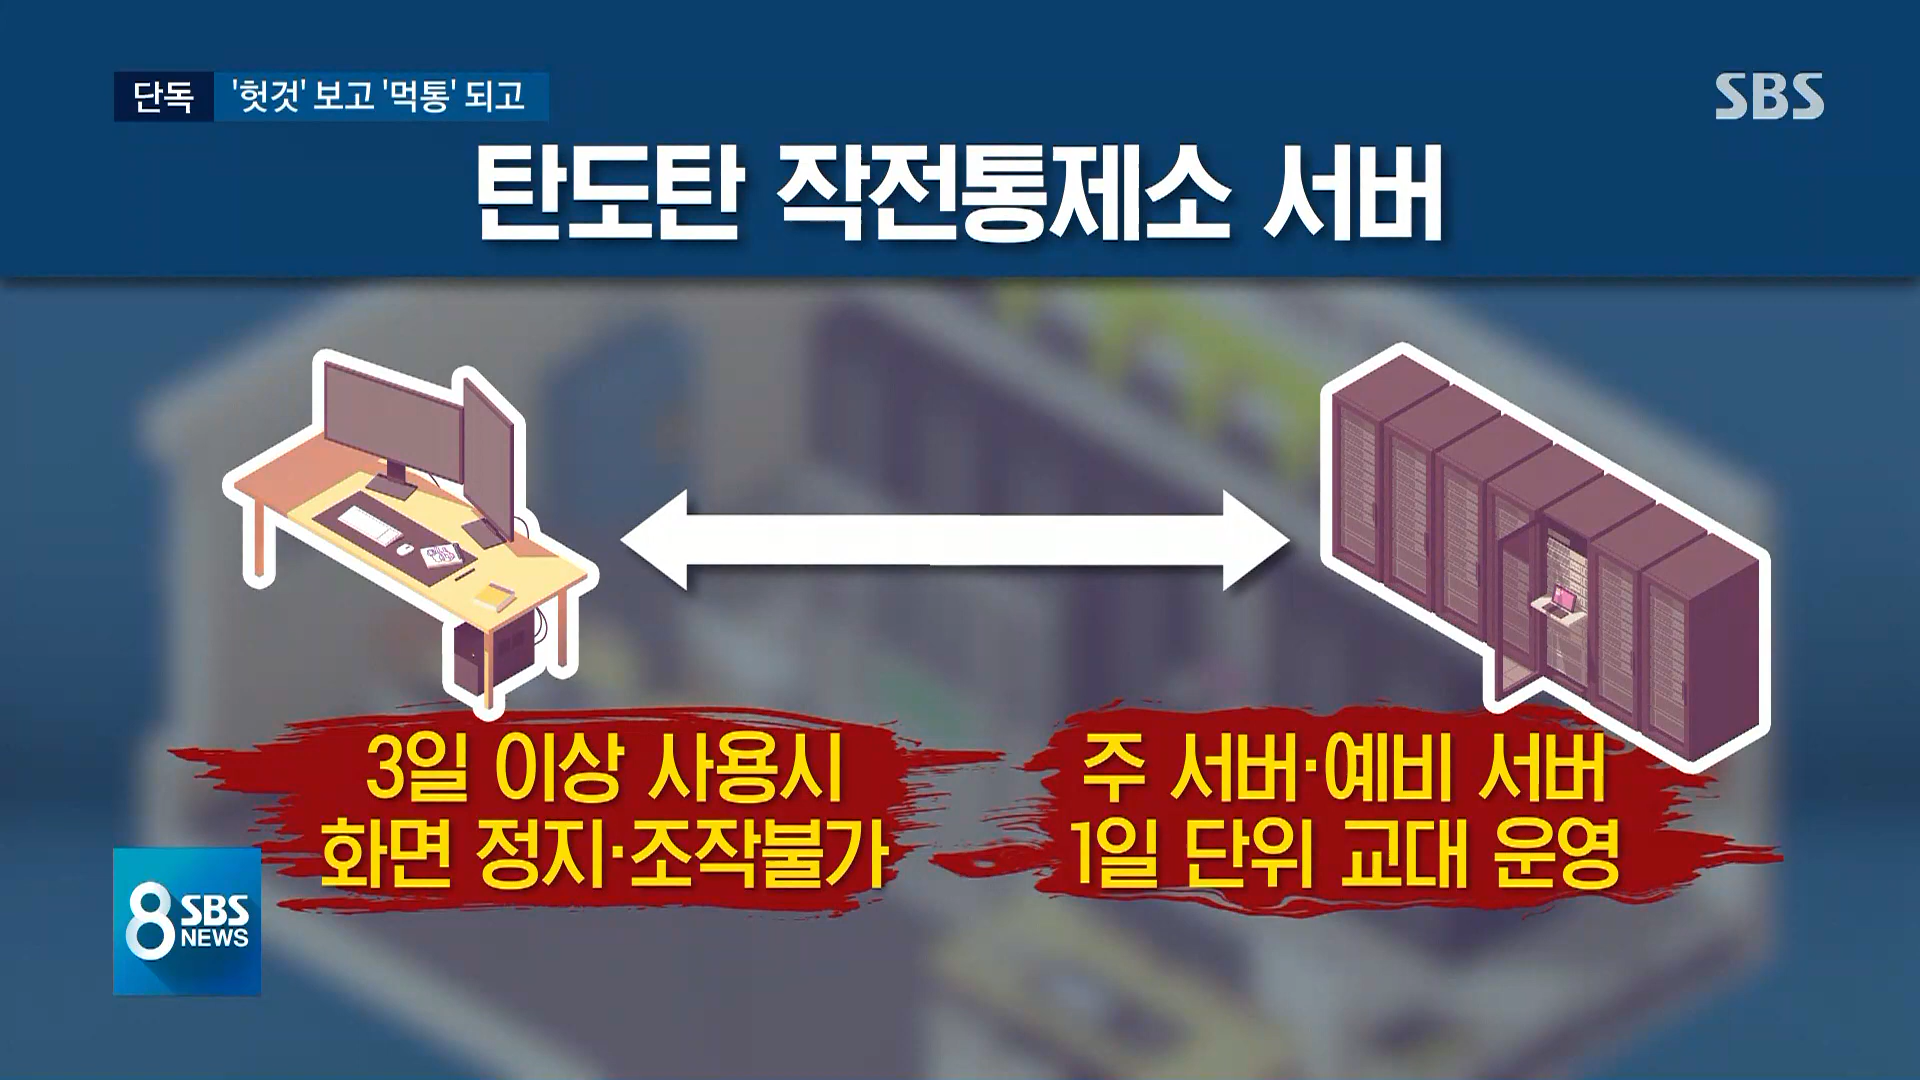 단독 '헛것' 보고 '먹통' 되고
SBS
탄도탄 작전통제소 서버
3일 이상 사용시
화면 정지·조작불가
주 서버·예비 서버
1일 단위 교대 운영
8 SBS
NEWS